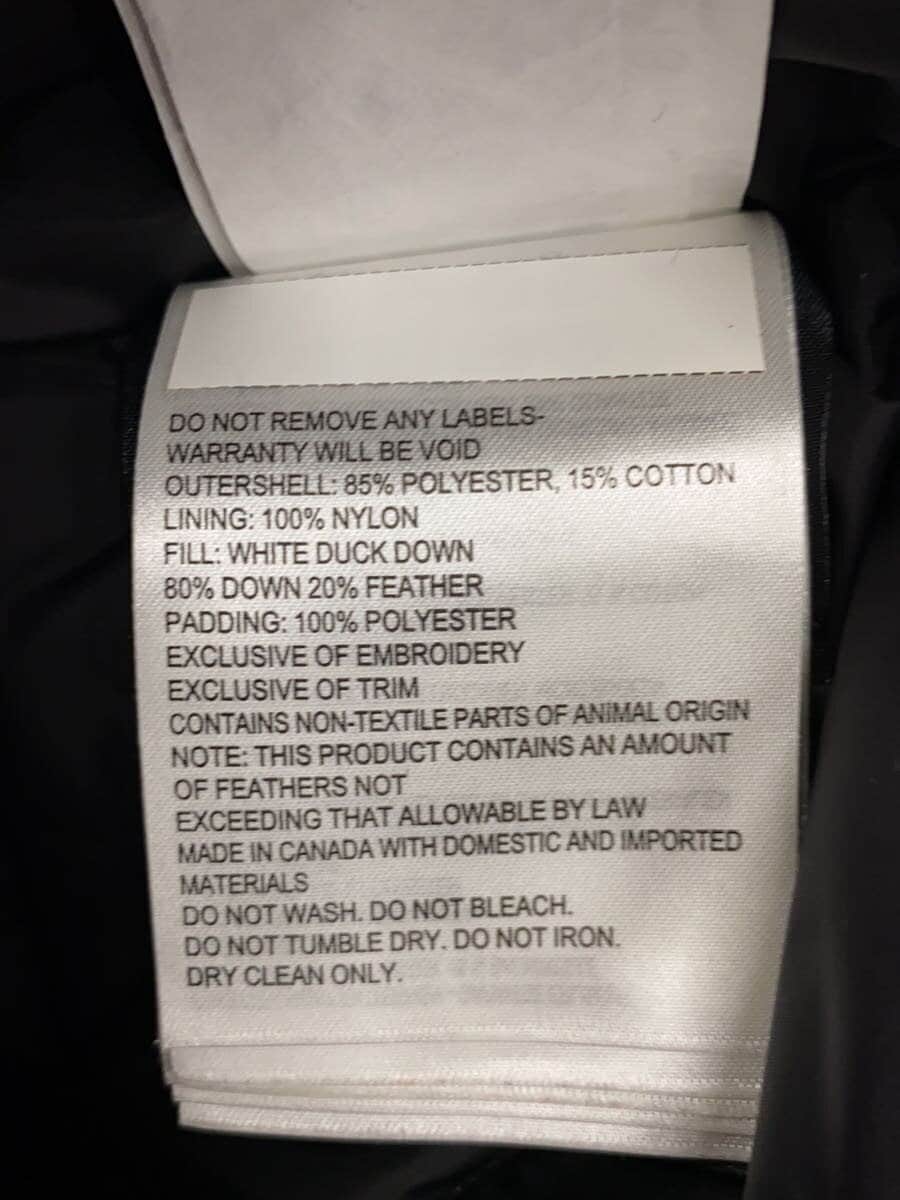 DO NOT REMOVE ANY LABELS-
WARRANTY WILL BE VOID
OUTERSHELL: 85% POLYESTER, 15% COTTON
LINING: 100% NYLON
FILL: WHITE DUCK DOWN
80% DOWN 20% FEATHER
PADDING: 100% POLYESTER
EXCLUSIVE OF EMBROIDERY
EXCLUSIVE OF TRIM
CONTAINS NON-TEXTILE PARTS OF ANIMAL ORIGIN
NOTE: THIS PRODUCT CONTAINS AN AMOUNT
OF FEATHERS NOT
EXCEEDING THAT ALLOWABLE BY LAW
MADE IN CANADA WITH DOMESTIC AND IMPORTED
MATERIALS
DO NOT WASH. DO NOT BLEACH.
DO NOT TUMBLE DRY. DO NOT IRON.
DRY CLEAN ONLY.